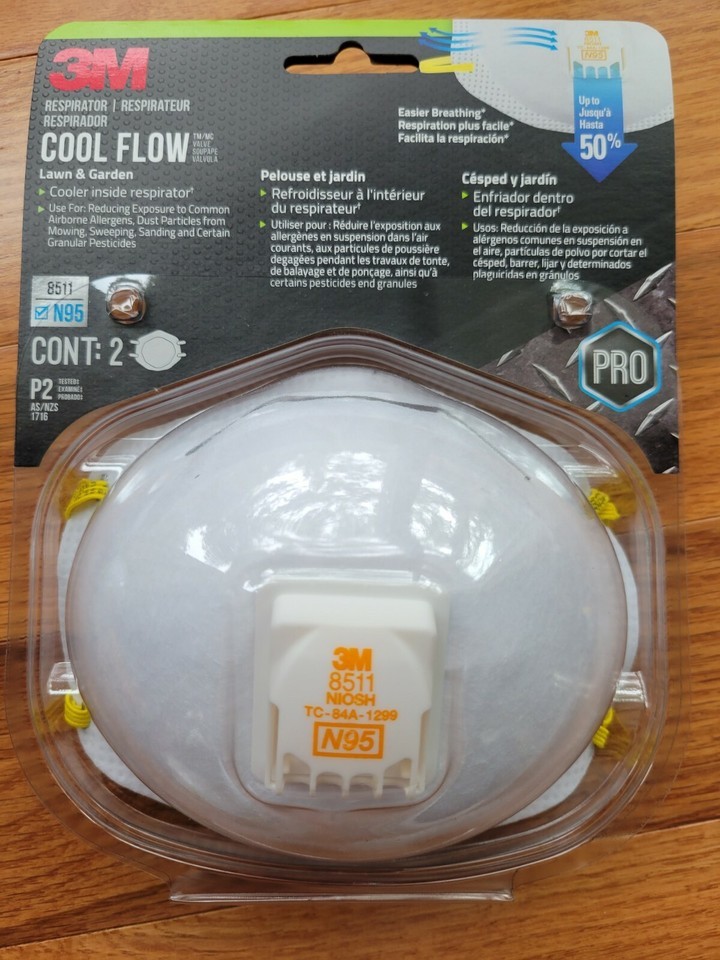 3M
RESPIRATOR | RESPIRATEUR
RESPIRADOR
COOL FLOW TM/MC
VALVE
SOUPAPE
VÁLVULA
Easier Breathing*
Respiration plus facile*
Facilita la respiración*
3M
N95
Up to
Jusqu'à
Hasta
50%
Lawn & Garden
Cooler inside respirator†
Use For: Reducing Exposure to Common
Airborne Allergens, Dust Particles from
Mowing, Sweeping, Sanding and Certain
Granular Pesticides
Pelouse et jardin
Refroidisseur à l'intérieur
du respirateur†
Utiliser pour : Réduire l'exposition aux
allergènes en suspension dans l'air
courants, aux particules de poussière
degagées pendant les travaux de tonte,
de balayage et de ponçage, ainsi qu'à
certains pesticides end granules
Césped y jardín
Enfriador dentro
del respirador†
Usos: Reducción de la exposición a
alérgenos comunes en suspensión en
el aire, partículas de polvo por cortar el
césped, barrer, lijar y determinados
plaguicidas en gránulos
8511
N95
CONT: 2
P2
AS/NZS
1716
PRO
3M
8511
NIOSH
TC-84A-1299
N95